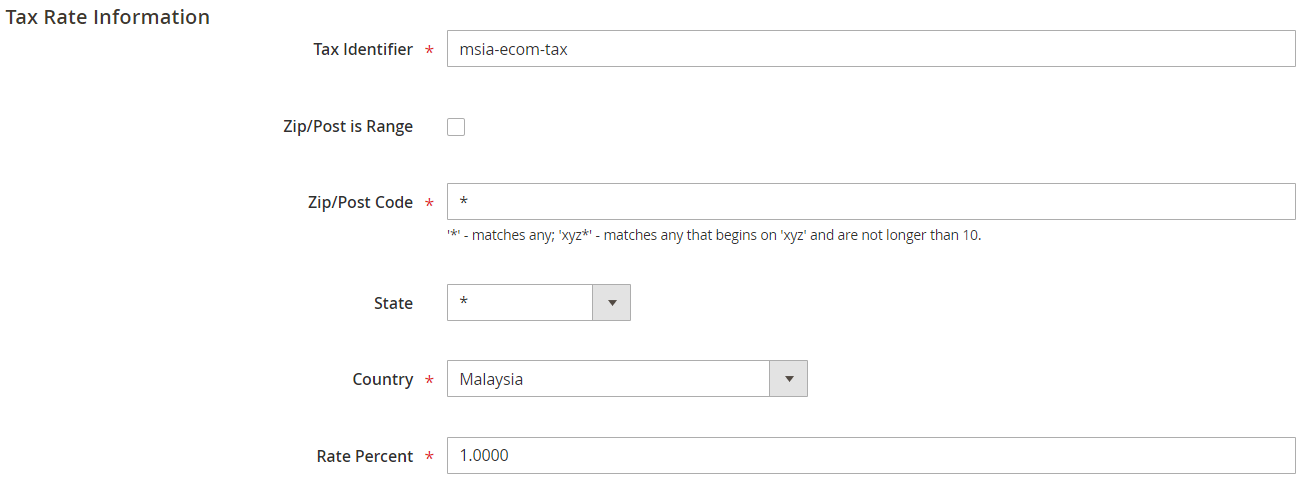 Tax Rate Information
Tax Identifier * msia-ecom-tax
Zip/Post is Range
Zip/Post Code * *
'*' - matches any; 'xyz*' - matches any that begins on 'xyz' and are not longer than 10.
State *
Country * Malaysia
Rate Percent * 1.0000